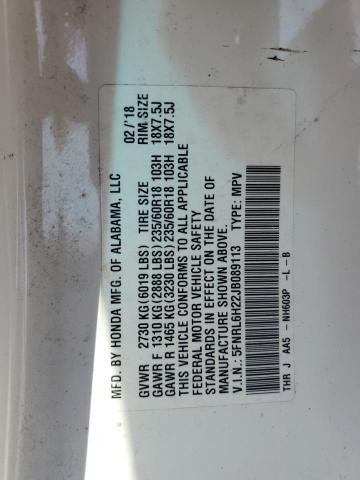 MFD. BY HONDA MFG. OF ALABAMA, LLC 02/'18
GVWR 2730 KG(6019 LBS) TIRE SIZE RIM SIZE
GAWR F 1310 KG(2888 LBS) 235/60R18 103H 18X7.5J
GAWR R 1465 KG(3230 LBS) 235/60R18 103H 18X7.5J
THIS VEHICLE CONFORMS TO ALL APPLICABLE
FEDERAL MOTOR VEHICLE SAFETY
STANDARDS IN EFFECT ON THE DATE OF
MANUFACTURE SHOWN ABOVE.
V.I.N.: 5FNRL6H22JB089113 TYPE: MPV
THR J AA5 - NH603P -L-B